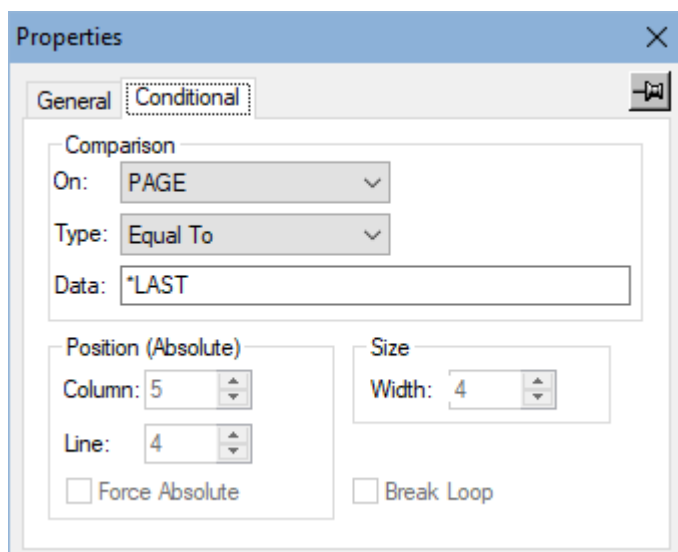 Properties
General Conditional
Comparison
On: PAGE
Type: Equal To
Data: *LAST
Position (Absolute) Size
Column: 5 Width: 4
Line: 4
Force Absolute Break Loop